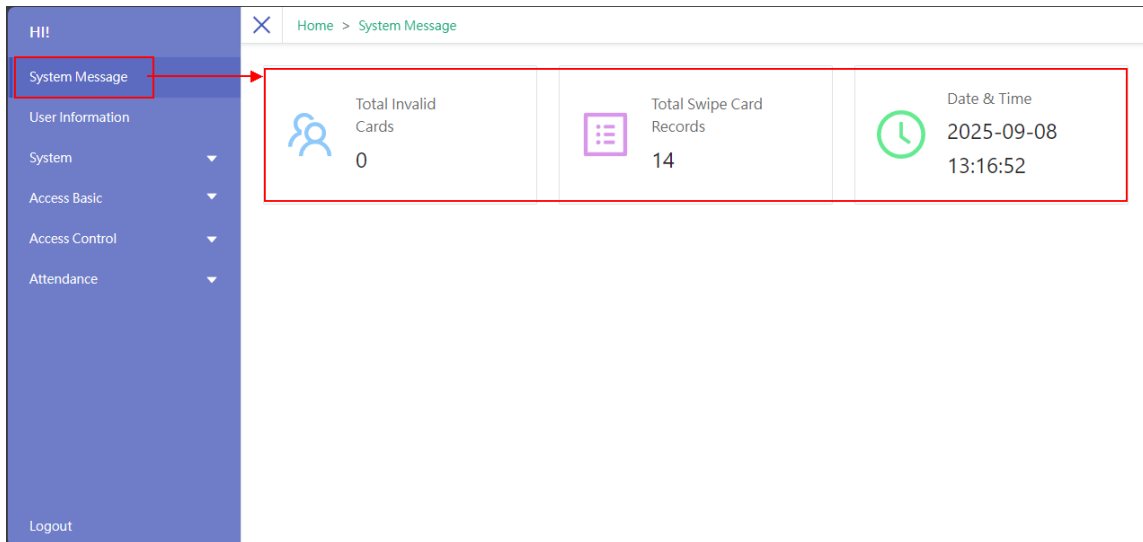 HI!
System Message
User Information
System
Access Basic
Access Control
Attendance
Logout
Home > System Message
Total Invalid
Cards
0
Total Swipe Card
Records
14
Date & Time
2025-09-08
13:16:52